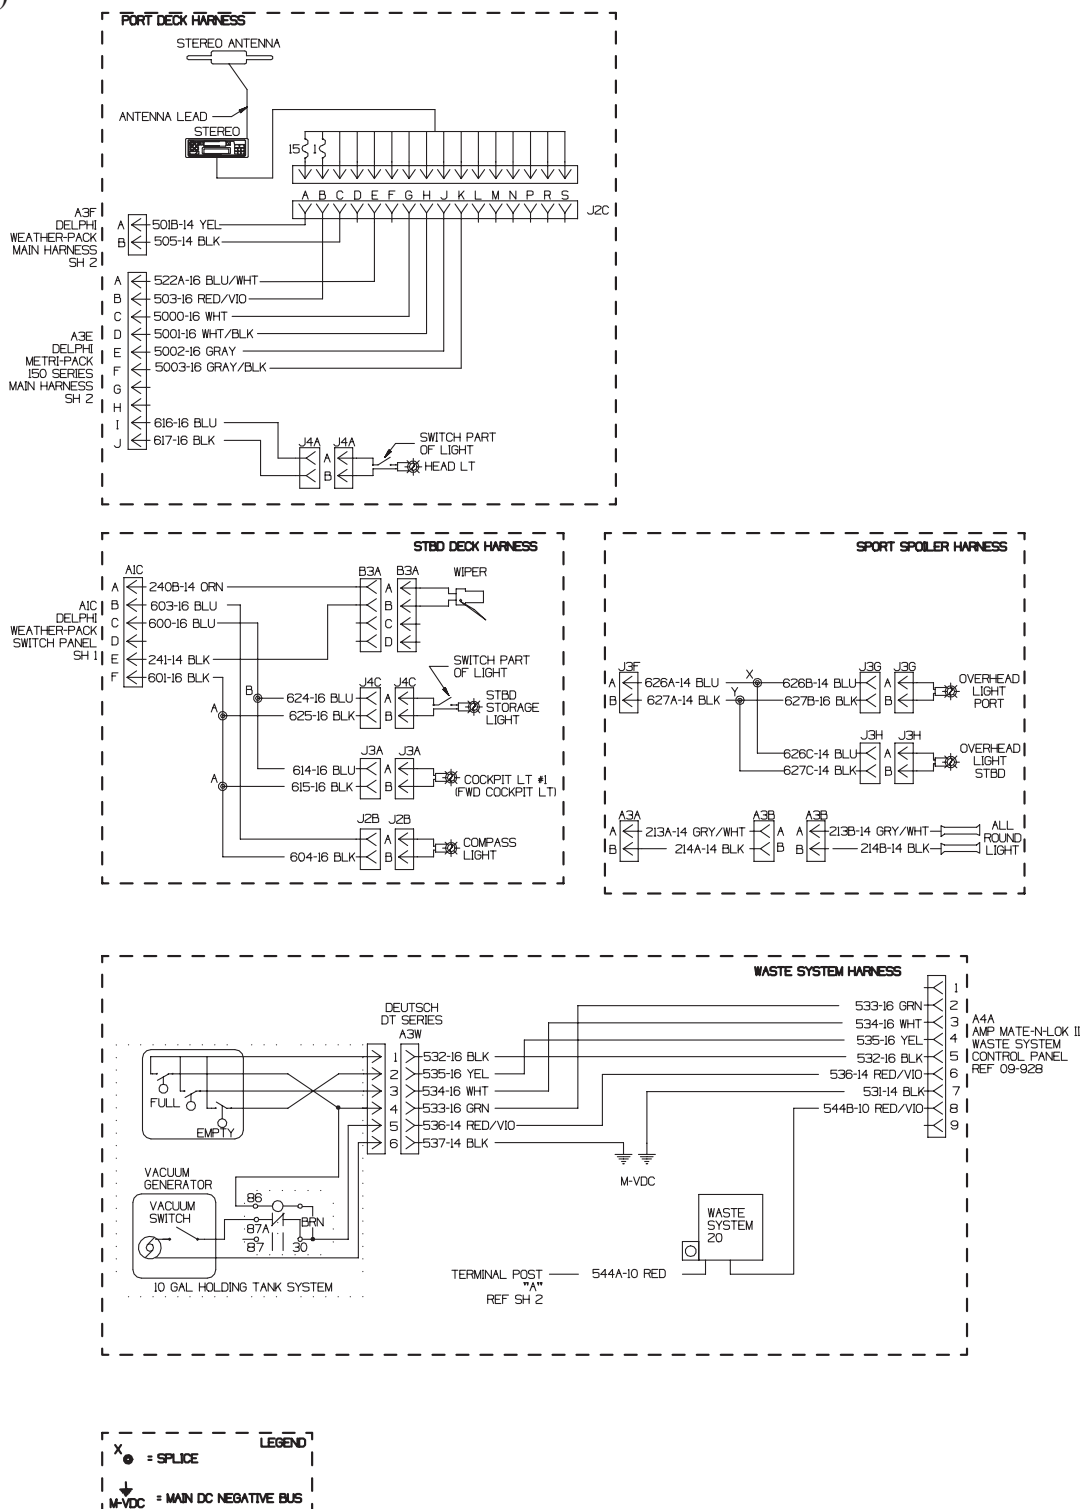 )
PORT DECK HARNESS
STEREO ANTENNA
ANTENNA LEAD
STEREO
15 1
A B C D E F G H J K L M N P R S
J2C
A3F
DELPHI
WEATHER-PACK
MAIN HARNESS
SH 2
A 501B-14 YEL
B 505-14 BLK
A3E
DELPHI
METRI-PACK
150 SERIES
MAIN HARNESS
SH 2
A 522A-16 BLU/WHT
B 503-16 RED/VIO
C 5000-16 WHT
D 5001-16 WHT/BLK
E 5002-16 GRAY
F 5003-16 GRAY/BLK
G
H
I 616-16 BLU
J 617-16 BLK
J4A J4A
A
B
SWITCH PART
OF LIGHT
HEAD LT
STBD DECK HARNESS
A1C
A1C
DELPHI
WEATHER-PACK
SWITCH PANEL
SH 1
A 240B-14 ORN
B 603-16 BLU
C 600-16 BLU
D
E 241-14 BLK
F 601-16 BLK
B3A B3A
A
B
C
D
WIPER
SWITCH PART
OF LIGHT
B
A
624-16 BLU
625-16 BLK
J4C J4C
A
B
STBD
STORAGE
LIGHT
A
614-16 BLU
615-16 BLK
J3A J3A
A
B
COCKPIT LT #1
(FWD COCKPIT LT)
J2B J2B
604-16 BLK
A
B
COMPASS
LIGHT
SPORT SPOILER HARNESS
J3F
A 626A-14 BLU
B 627A-14 BLK
X
Y
626B-14 BLU
627B-16 BLK
J3G J3G
A
B
OVERHEAD
LIGHT
PORT
626C-14 BLU
627C-14 BLK
J3H J3H
A
B
OVERHEAD
LIGHT
STBD
A3A A3B A3B
A 213A-14 GRY/WHT A A 213B-14 GRY/WHT
B 214A-14 BLK B B 214B-14 BLK
ALL
ROUND
LIGHT
WASTE SYSTEM HARNESS
DEUTSCH
DT SERIES
A3W
1 532-16 BLK
2 535-16 YEL
3 534-16 WHT
4 533-16 GRN
5 536-14 RED/VIO
6 537-14 BLK
FULL
EMPTY
VACUUM
GENERATOR
VACUUM
SWITCH
86
87A
87
BRN
30
10 GAL HOLDING TANK SYSTEM
M-VDC
1
533-16 GRN 2
534-16 WHT 3
535-16 YEL 4
532-16 BLK 5
536-14 RED/VIO 6
531-14 BLK 7
544B-10 RED/VIO 8
9
A4A
AMP MATE-N-LOK II
WASTE SYSTEM
CONTROL PANEL
REF 09-928
WASTE
SYSTEM
20
TERMINAL POST
"A"
REF SH 2
544A-10 RED
LEGEND
X = SPLICE
M-VDC = MAIN DC NEGATIVE BUS